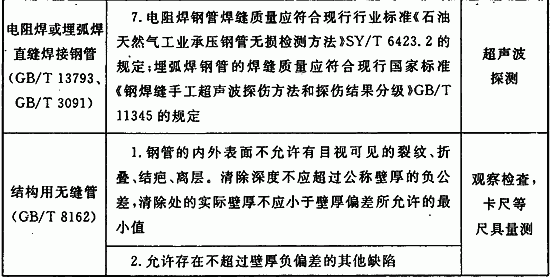 电阻焊或埋弧焊
直缝焊接钢管
(GB/T 13793、
GB/T 3091)
7.电阻焊钢管焊缝质量应符合现行行业标准《石油
天然气工业承压钢管无损检测方法》SY/T 6423.2的
规定;埋弧焊钢管的焊缝质量应符合现行国家标准
《钢焊缝手工超声波探伤方法和探伤结果分级》GB/T
11345的规定
超声波
探测
结构用无缝管
(GB/T 8162)
1.钢管的内外表面不允许有目视可见的裂纹、折
叠、结疤、离层。清除深度不应超过公称壁厚的负公
差,清除处的实际壁厚不应小于壁厚偏差所允许的最
小值
2.允许存在不超过壁厚负偏差的其他缺陷
观察检查,
卡尺等
尺具量测